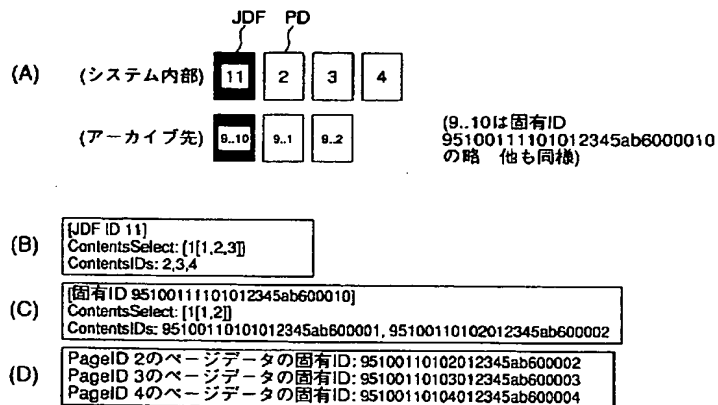 JDF PD
(A) (システム内部) 11 2 3 4
(アーカイブ先) 9..10 9..1 9..2
(9..10は固有ID
95100111101012345ab6000010
の略 他も同様)
(B) [JDF ID 11]
ContentsSelect: {1[1,2,3]}
ContentsIDs: 2,3,4
(C) [固有ID 95100111101012345ab600010]
ContentsSelect: [1[1,2]}
ContentsIDs: 95100110101012345ab600001, 95100110102012345ab600002
(D) PageID 2のページデータの固有ID: 95100110102012345ab600002
PageID 3のページデータの固有ID: 95100110103012345ab600003
PageID 4のページデータの固有ID: 95100110104012345ab600004